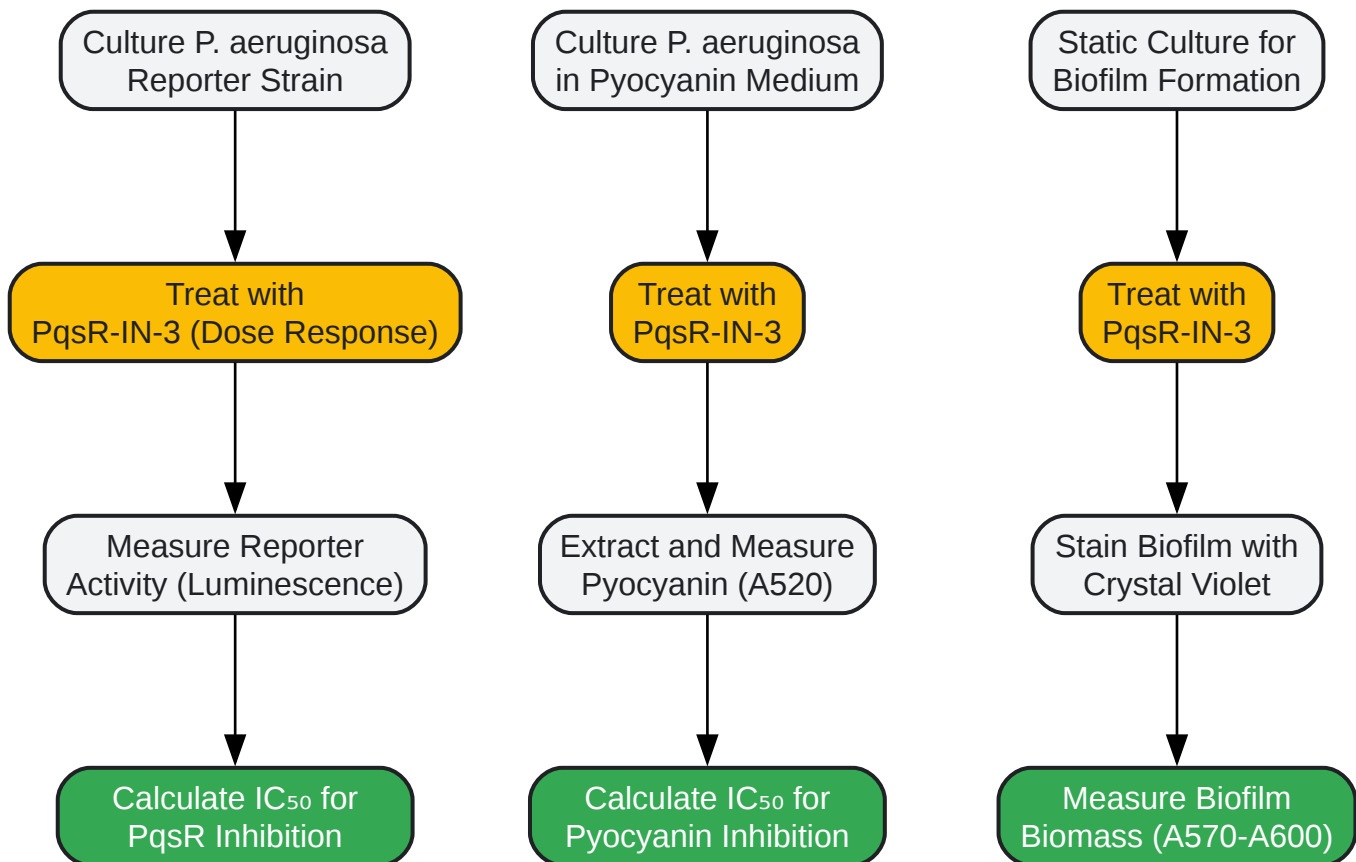 Culture P. aeruginosa
Reporter Strain
Treat with
PqsR-IN-3 (Dose Response)
Measure Reporter
Activity (Luminescence)
Calculate IC₅₀ for
PqsR Inhibition
Culture P. aeruginosa
in Pyocyanin Medium
Treat with
PqsR-IN-3
Extract and Measure
Pyocyanin (A520)
Calculate IC₅₀ for
Pyocyanin Inhibition
Static Culture for
Biofilm Formation
Treat with
PqsR-IN-3
Stain Biofilm with
Crystal Violet
Measure Biofilm
Biomass (A570-A600)